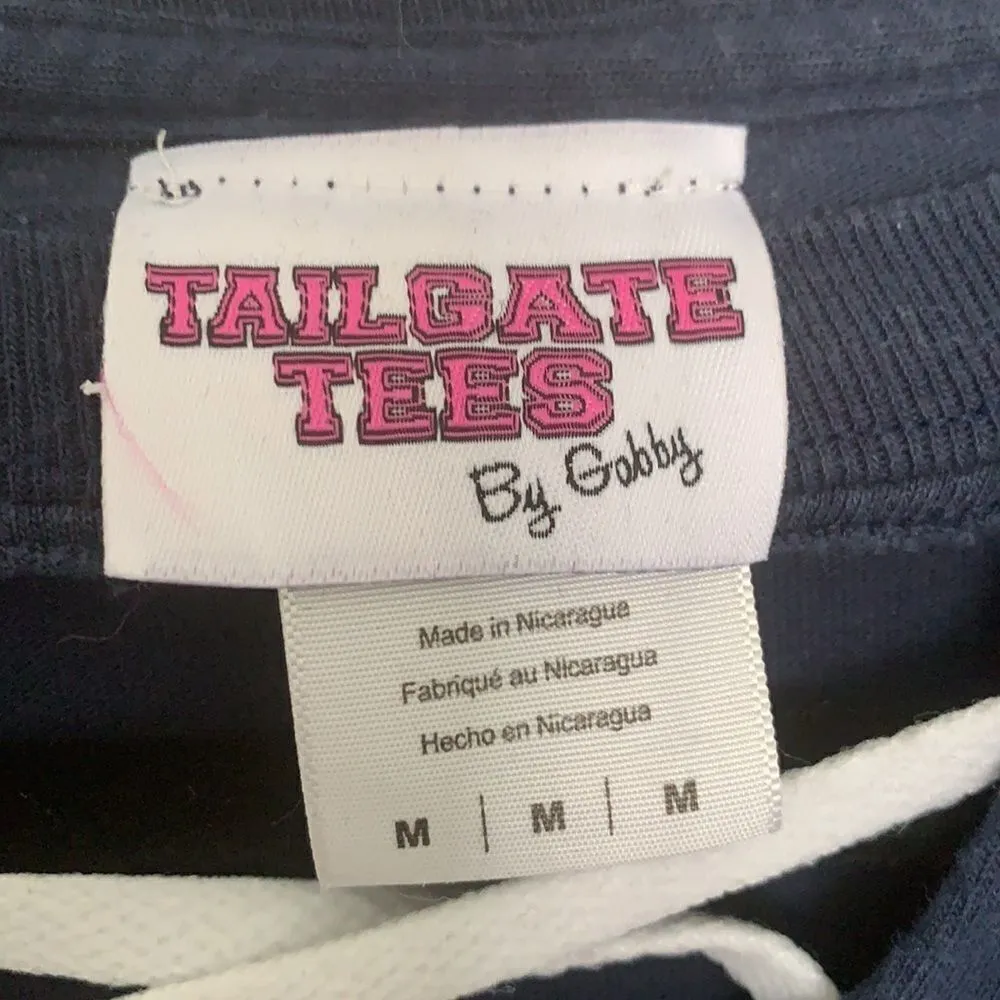 TAILGATE
TEES
By Gabby
Made in Nicaragua
Fabriqué au Nicaragua
Hecho en Nicaragua
M | M | M